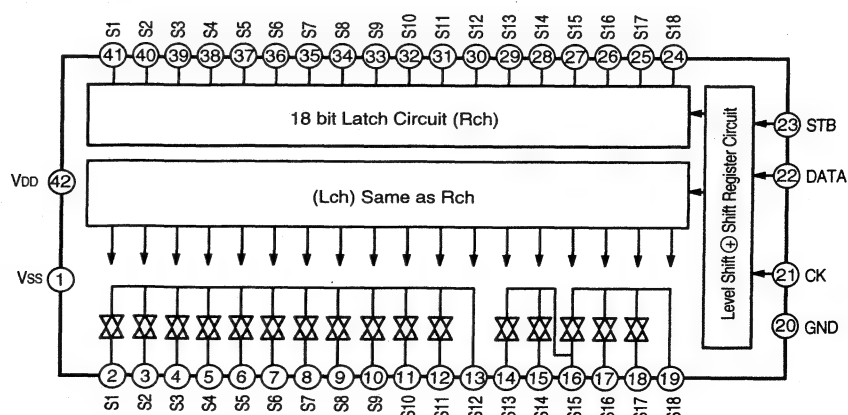 S1 S2 S3 S4 S5 S6 S7 S8 S9 S10 S11 S12 S13 S14 S15 S16 S17 S18
41 40 39 38 37 36 35 34 33 32 31 30 29 28 27 26 25 24
18 bit Latch Circuit (Rch)
(Lch) Same as Rch
Level Shift + Shift Register Circuit
23 STB
22 DATA
21 CK
20 GND
VDD 42
VSS 1
2 3 4 5 6 7 8 9 10 11 12 13 14 15 16 17 18 19
S1 S2 S3 S4 S5 S6 S7 S8 S9 S10 S11 S12 S13 S14 S15 S16 S17 S18